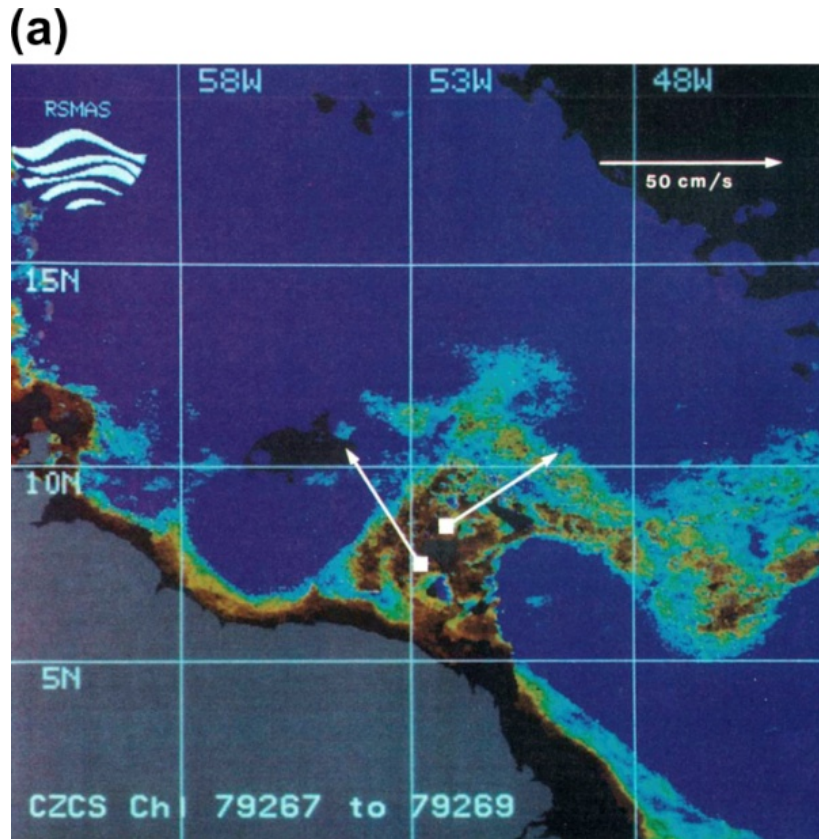 (a)
58W 53W 48W
RSMAS
50 cm/s
15N
10N
5N
CZCS Chl 79267 to 79269